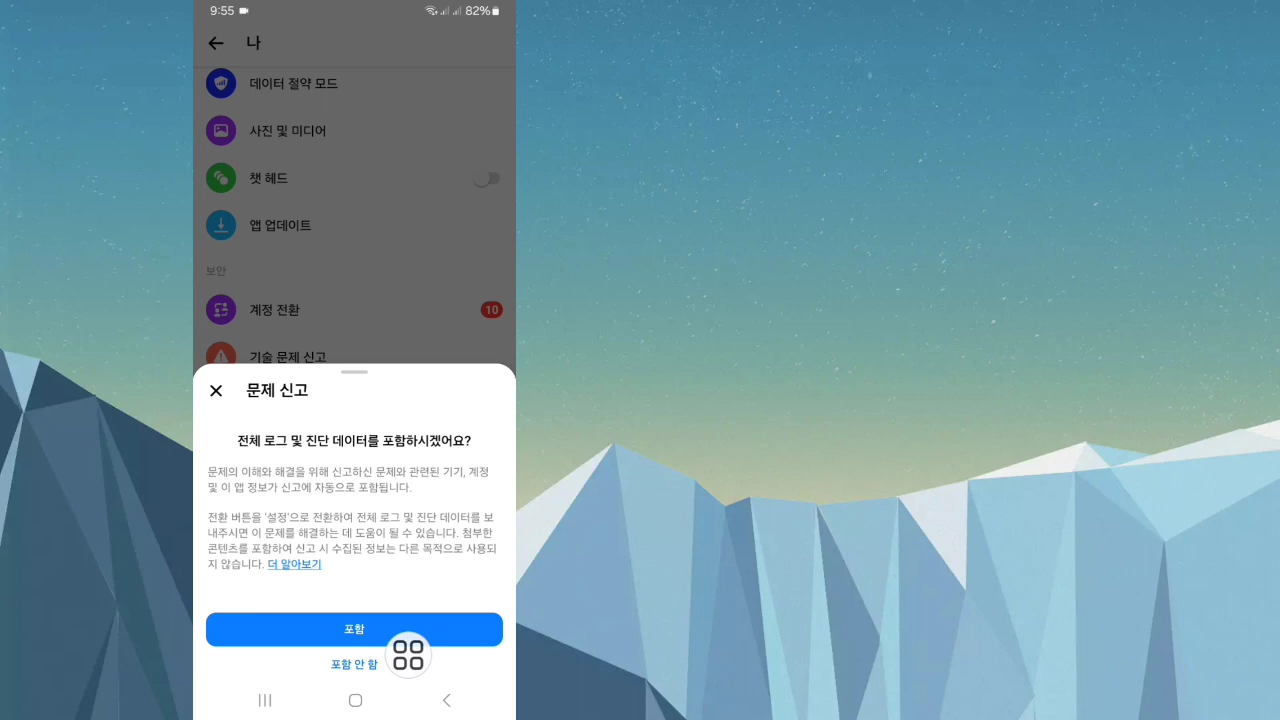 9:55
82%
나
데이터 절약 모드
사진 및 미디어
챗 헤드
앱 업데이트
보안
계정 전환
10
기술 문제 신고
문제 신고
전체 로그 및 진단 데이터를 포함하시겠어요?
문제의 이해와 해결을 위해 신고하신 문제와 관련된 기기, 계정
및 이 앱 정보가 신고에 자동으로 포함됩니다.
전환 버튼을 '설정'으로 전환하여 전체 로그 및 진단 데이터를 보
내주시면 이 문제를 해결하는 데 도움이 될 수 있습니다. 첨부한
콘텐츠를 포함하여 신고 시 수집된 정보는 다른 목적으로 사용되
지 않습니다. 더 알아보기
포함
포함 안 함